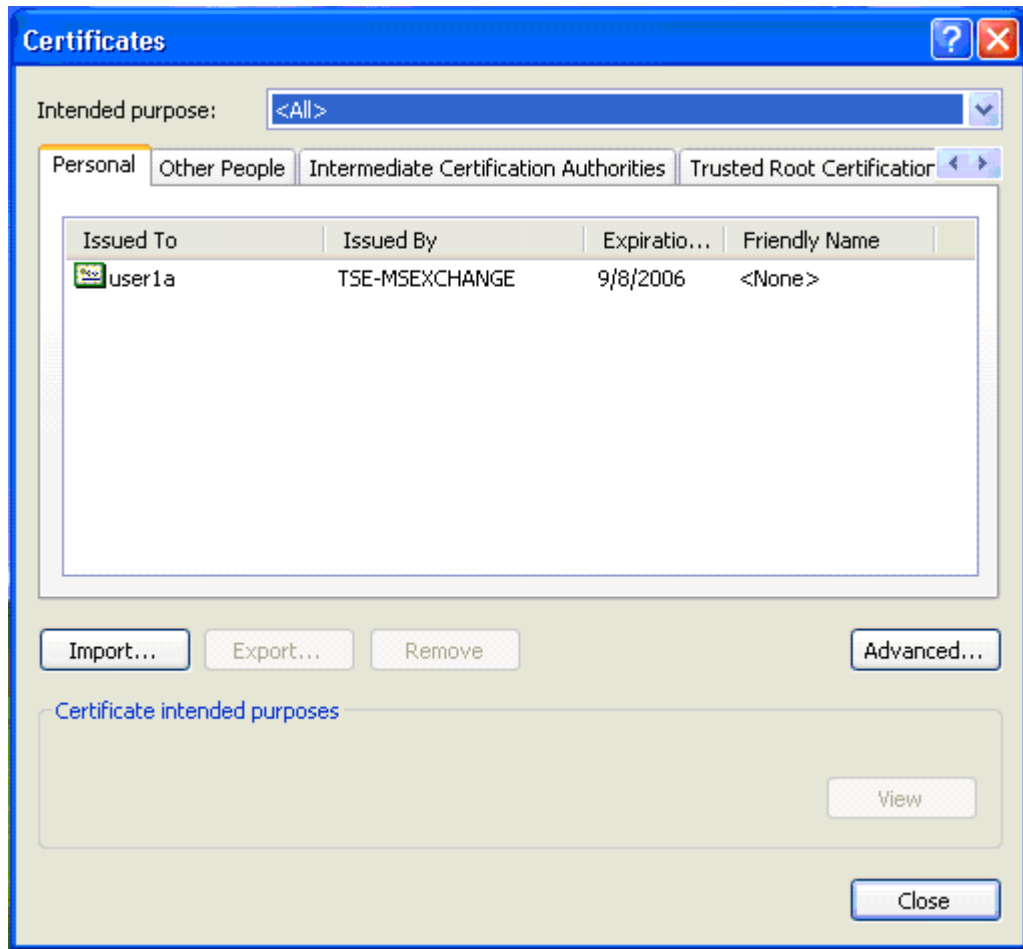 Certificates
Intended purpose: <All>
Personal Other People Intermediate Certification Authorities Trusted Root Certification
Issued To Issued By Expiratio... Friendly Name
user1a TSE-MSEXCHANGE 9/8/2006 <None>
Import... Export... Remove Advanced...
Certificate intended purposes
View
Close